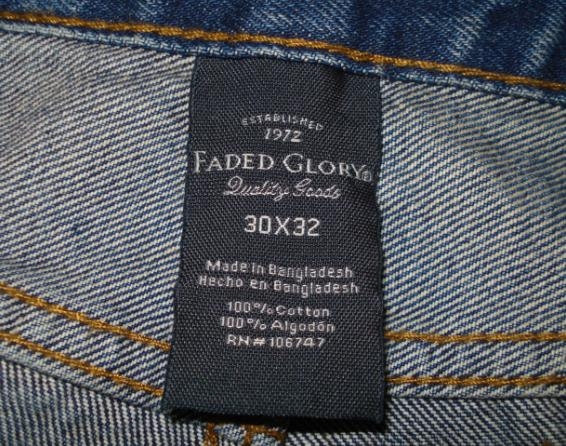 ESTABLISHED
1972
FADED GLORY®
Quality Goods
30X32
Made in Bangladesh
Hecho en Bangladesh
100% Cotton
100% Algodón
RN# 106747